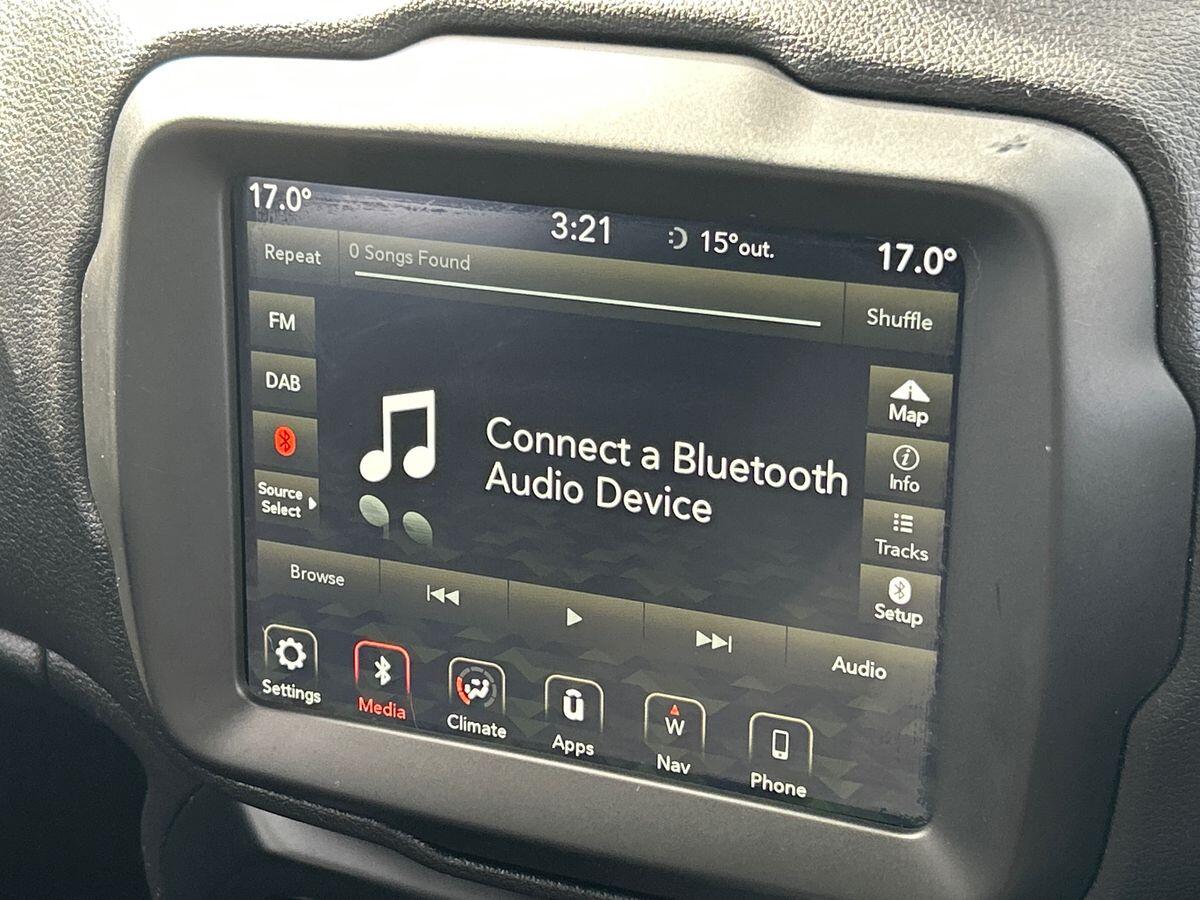 17.0°
3:21
15°out.
17.0°
Repeat
0 Songs Found
Shuffle
FM
DAB
Source
Select
Connect a Bluetooth
Audio Device
Map
Info
Tracks
Setup
Browse
Audio
Settings
Media
Climate
Apps
W
Nav
Phone